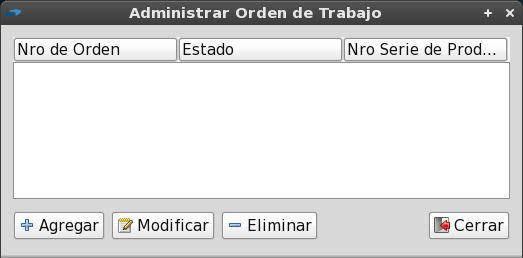 Administrar Orden de Trabajo
Nro de Orden Estado Nro Serie de Prod...
Agregar Modificar Eliminar Cerrar